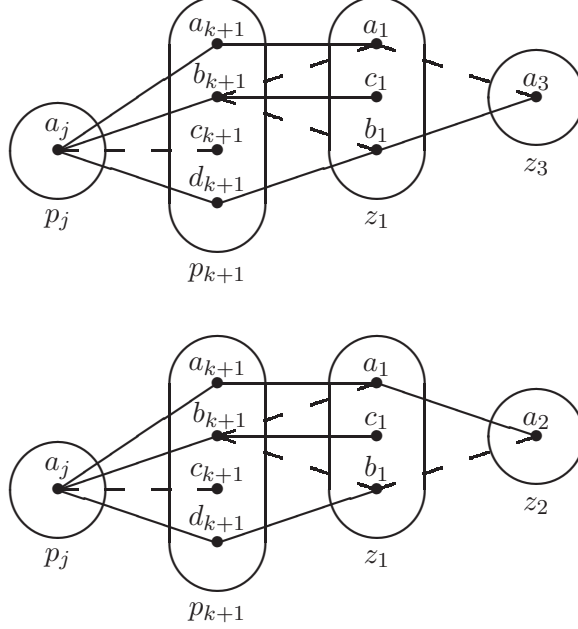 a_{k+1} a_1
b_{k+1} c_1 a_3
a_j c_{k+1} b_1
d_{k+1} z_3
p_j z_1
p_{k+1}
a_{k+1} a_1
b_{k+1} c_1 a_2
a_j c_{k+1} b_1
d_{k+1} z_2
p_j z_1
p_{k+1}